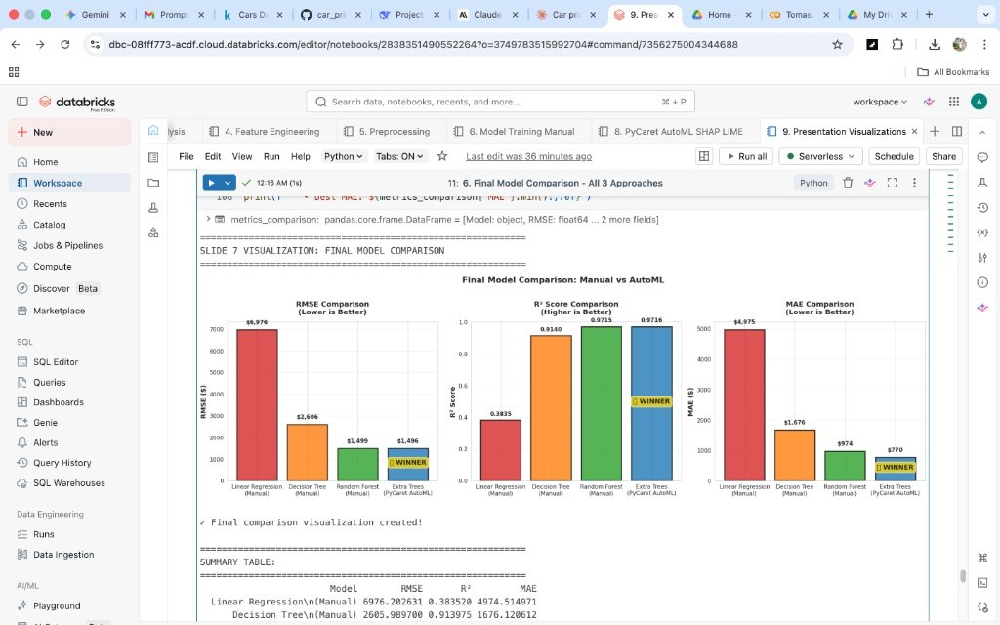 Gemini
Prompt
Cars D
car_pri
Project
Claude
Car pri
9. Pres
Home -
Tomas.
My Driv
dbc-08fff773-acdf.cloud.databricks.com/editor/notebooks/2838351490552264?o=3749783515992704#command/7356275004344688
All Bookmarks
databricks
Free Edition
Search data, notebooks, recents, and more...
⌘ + P
workspace
A
New
Home
Workspace
Recents
Catalog
Jobs & Pipelines
Compute
Discover Beta
Marketplace
SQL
SQL Editor
Queries
Dashboards
Genie
Alerts
Query History
SQL Warehouses
Data Engineering
Runs
Data Ingestion
AI/ML
Playground
lysis
4. Feature Engineering
5. Preprocessing
6. Model Training Manual
8. PyCaret AutoML SHAP LIME
9. Presentation Visualizations
File Edit View Run Help Python Tabs: ON Last edit was 36 minutes ago
Run all
Serverless
Schedule
Share
12:16 AM (1s)
11: 6. Final Model Comparison - All 3 Approaches
Python
metrics_comparison: pandas.core.frame.DataFrame = [Model: object, RMSE: float64 ... 2 more fields]
============================================================
SLIDE 7 VISUALIZATION: FINAL MODEL COMPARISON
============================================================
Final Model Comparison: Manual vs AutoML
RMSE Comparison
(Lower is Better)
RMSE ($)
7000
6000
5000
4000
3000
2000
1000
0
$6,976
$2,606
$1,499
$1,496
WINNER
Linear Regression
(Manual)
Decision Tree
(Manual)
Random Forest
(Manual)
Extra Trees
(PyCaret AutoML)
R² Score Comparison
(Higher is Better)
R² Score
1.0
0.8
0.6
0.4
0.2
0.0
0.3835
0.9140
0.9715
0.9716
WINNER
Linear Regression
(Manual)
Decision Tree
(Manual)
Random Forest
(Manual)
Extra Trees
(PyCaret AutoML)
MAE Comparison
(Lower is Better)
MAE ($)
5000
4000
3000
2000
1000
0
$4,975
$1,676
$974
$770
WINNER
Linear Regression
(Manual)
Decision Tree
(Manual)
Random Forest
(Manual)
Extra Trees
(PyCaret AutoML)
✓ Final comparison visualization created!
============================================================
SUMMARY TABLE:
============================================================
Model RMSE R² MAE
Linear Regression\n(Manual) 6976.202631 0.383520 4974.514971
Decision Tree\n(Manual) 2605.989700 0.913975 1676.120612